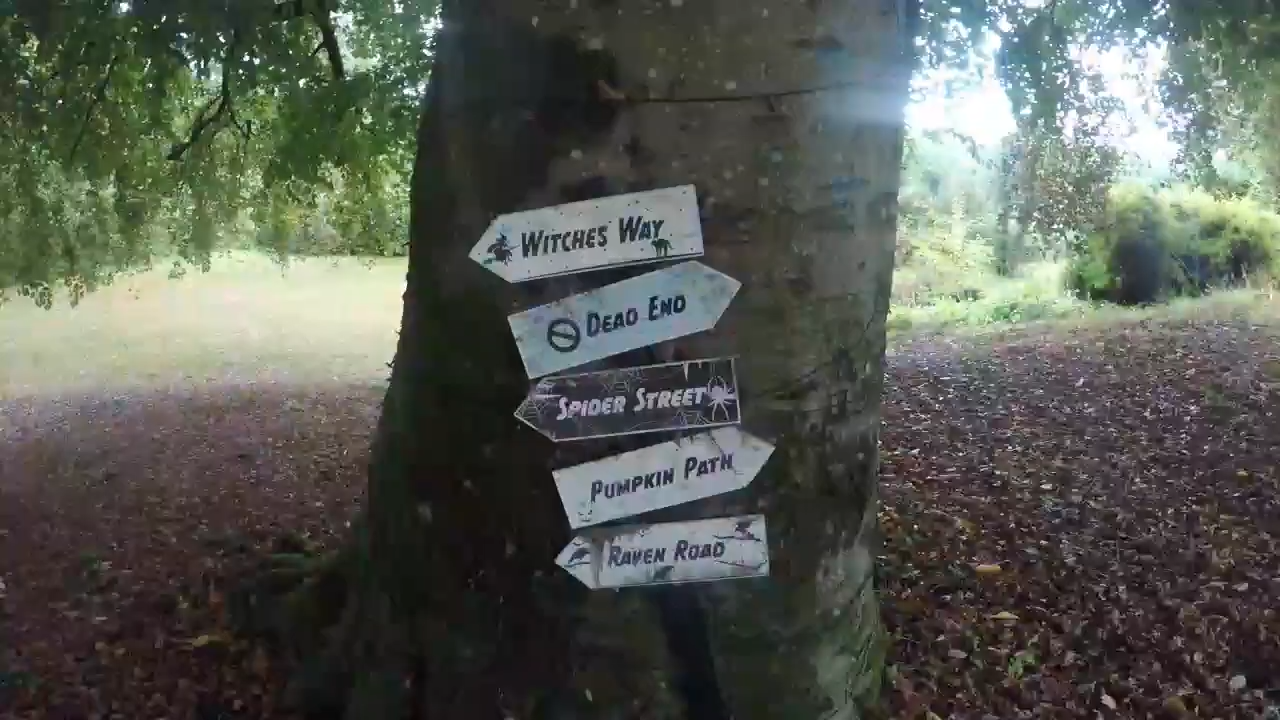 WITCHES WAY
DEAD END
SPIDER STREET
PUMPKIN PATH
RAVEN ROAD